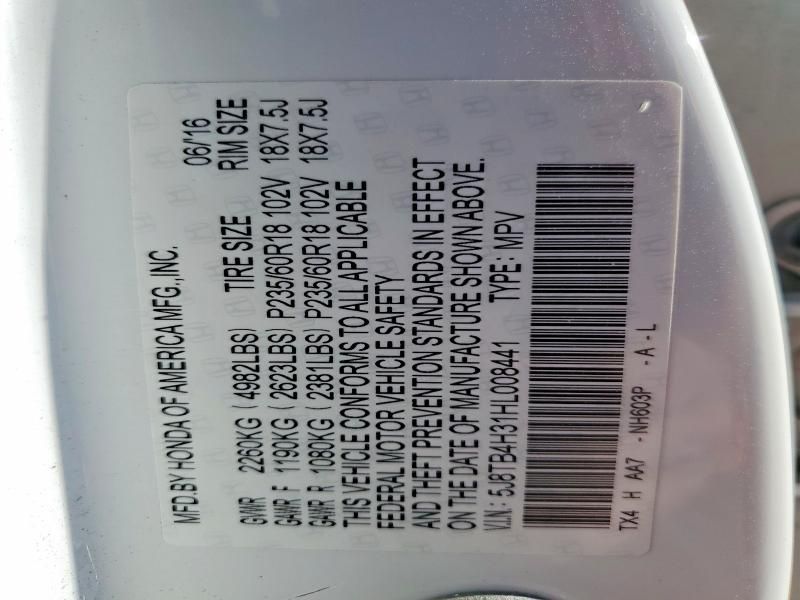 MFD.BY HONDA OF AMERICA MFG.,INC. 06/'16
GVWR 2260KG ( 4982LBS) TIRE SIZE RIM SIZE
GAWR F 1190KG ( 2623LBS) P235/60R18 102V 18X7.5J
GAWR R 1080KG ( 2381LBS) P235/60R18 102V 18X7.5J
THIS VEHICLE CONFORMS TO ALL APPLICABLE
FEDERAL MOTOR VEHICLE SAFETY
AND THEFT PREVENTION STANDARDS IN EFFECT
ON THE DATE OF MANUFACTURE SHOWN ABOVE.
V.I.N: 5J8TB4H31HL008441 TYPE: MPV
TX4 H AA7 -NH603P -A-L